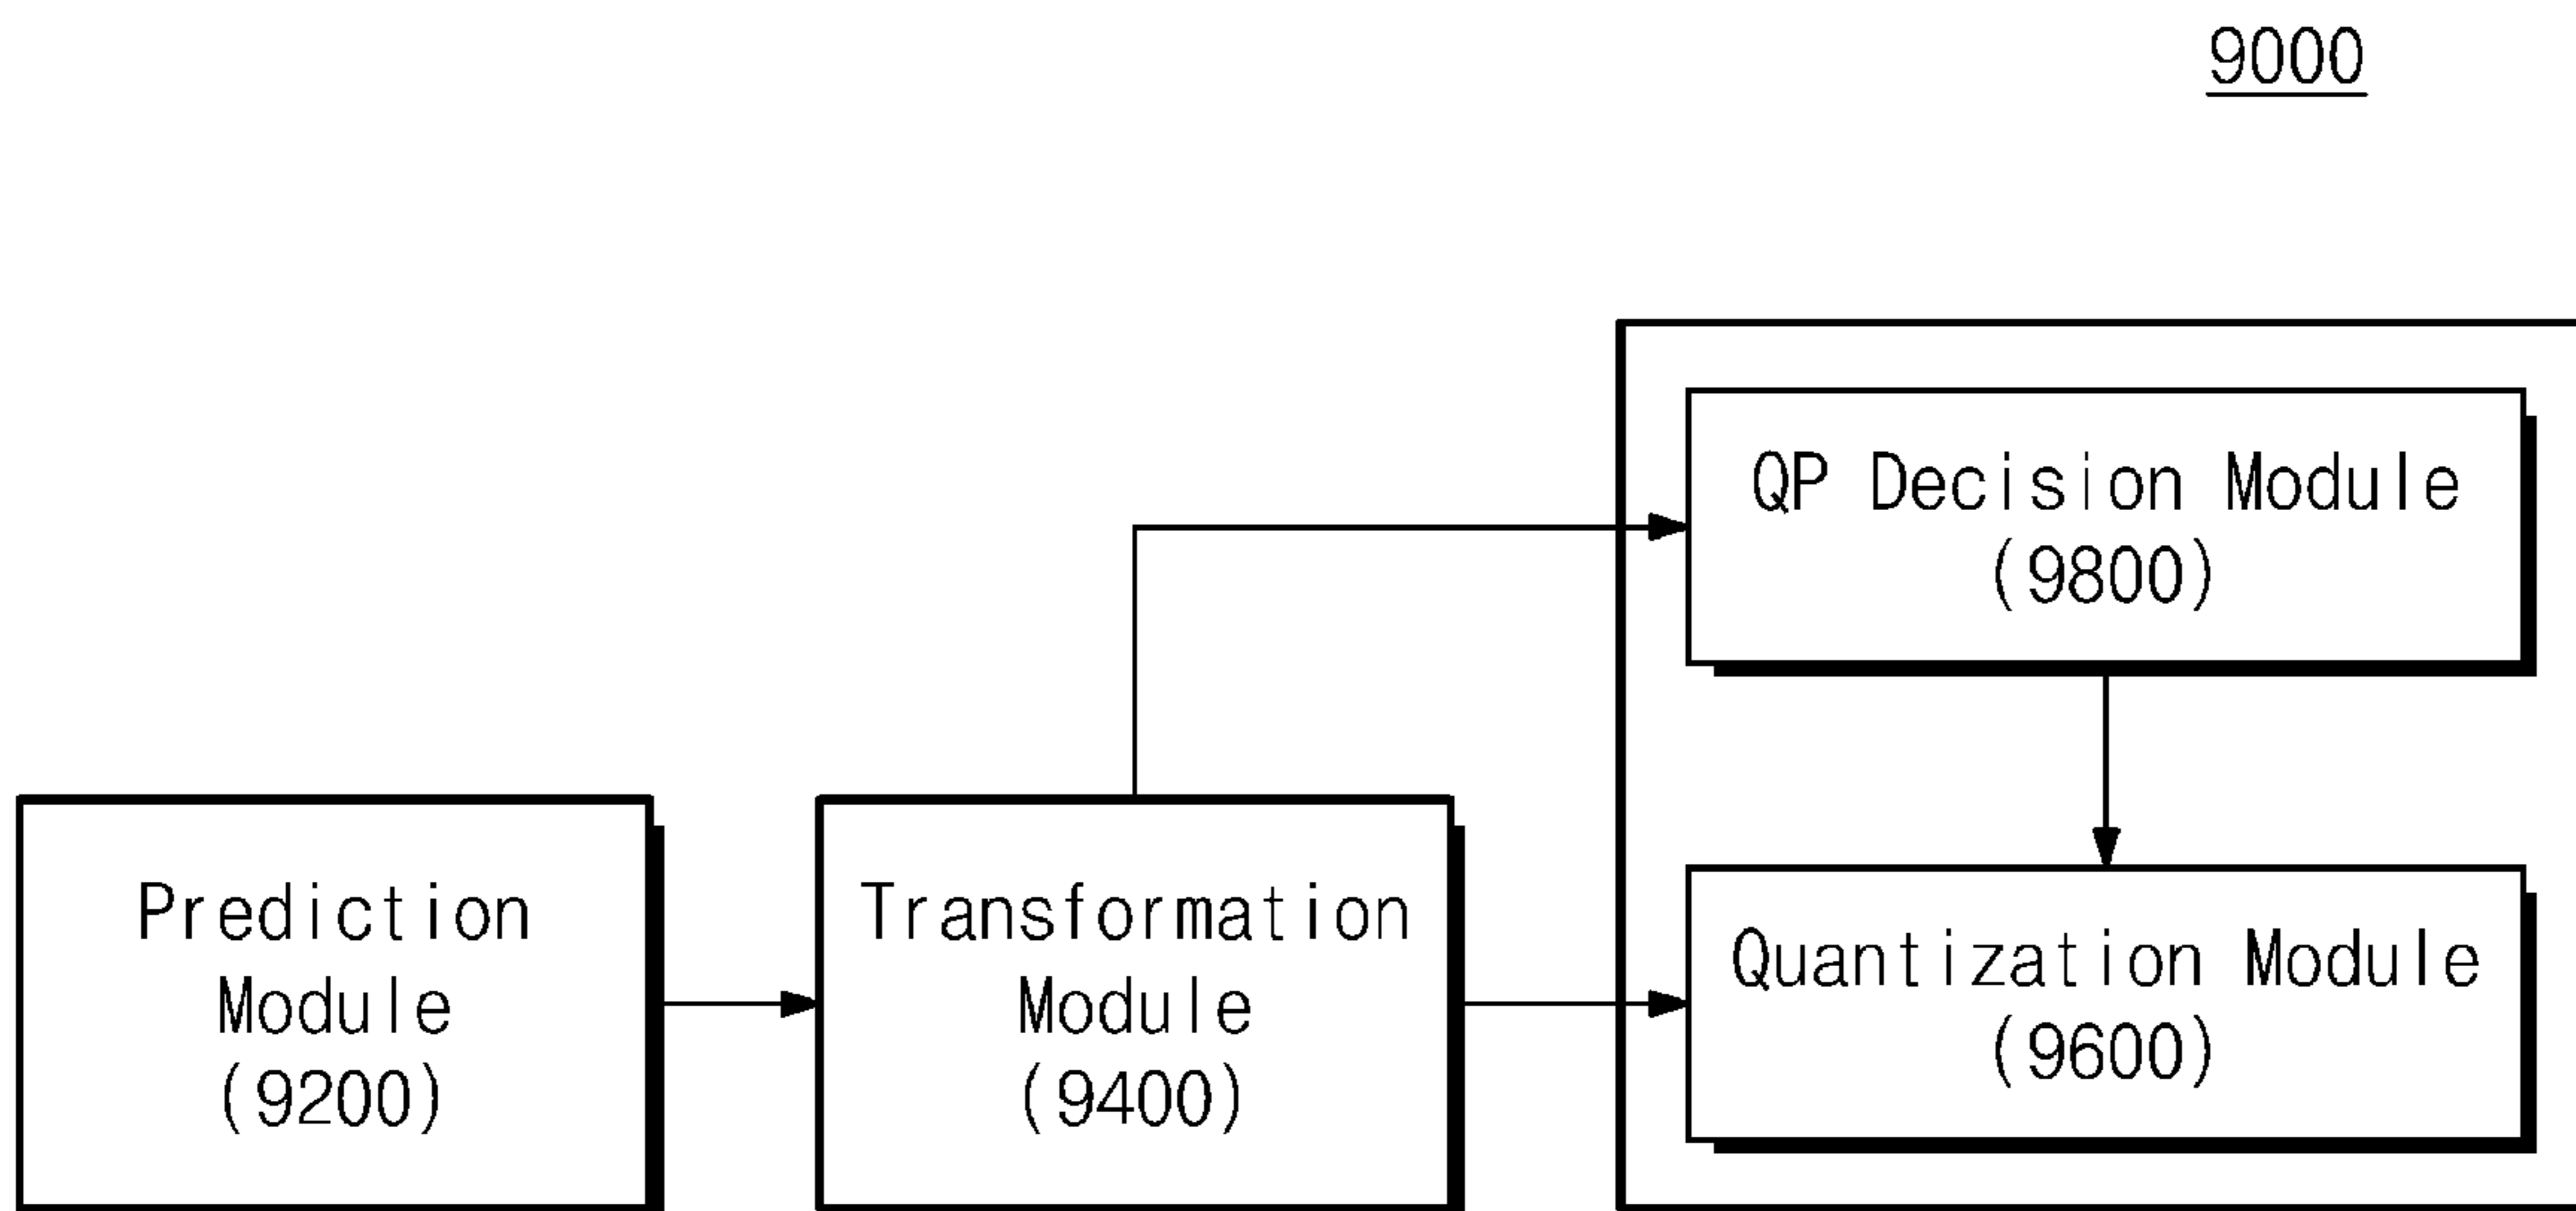 9000
QP Decision Module
(9800)
Prediction
Module
(9200)
Transformation
Module
(9400)
Quantization Module
(9600)